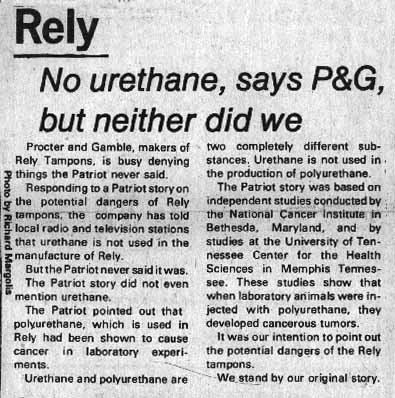 Rely
No urethane, says P&G,
but neither did we
Procter and Gamble, makers of
Rely Tampons, is busy denying
things the Patriot never said.
Responding to a Patriot story on
the potential dangers of Rely
tampons, the company has told
local radio and television stations
that urethane is not used in the
manufacture of Rely.
But the Patriot never said it was.
The Patriot story did not even
mention urethane.
The Patriot pointed out that
polyurethane, which is used in
Rely had been shown to cause
cancer in laboratory experi-
ments.
Urethane and polyurethane are
two completely different sub-
stances. Urethane is not used in
the production of polyurethane.
The Patriot story was based on
independent studies conducted by
the National Cancer Institute in
Bethesda, Maryland, and by
studies at the University of Ten-
nessee Center for the Health
Sciences in Memphis Tennes-
see. These studies show that
when laboratory animals were in-
jected with polyurethane, they
developed cancerous tumors.
It was our intention to point out
the potential dangers of the Rely
tampons.
We stand by our original story.
Photo by Richard Margolis